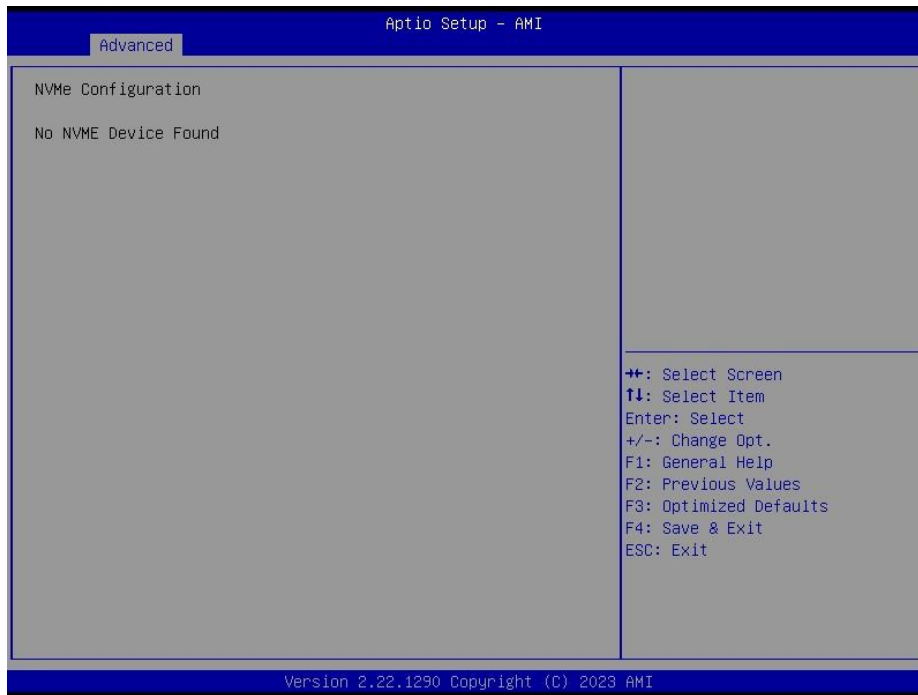 Aptio Setup - AMI
Advanced
NVMe Configuration
No NVME Device Found
→←: Select Screen
↑↓: Select Item
Enter: Select
+/-: Change Opt.
F1: General Help
F2: Previous Values
F3: Optimized Defaults
F4: Save & Exit
ESC: Exit
Version 2.22.1290 Copyright (C) 2023 AMI